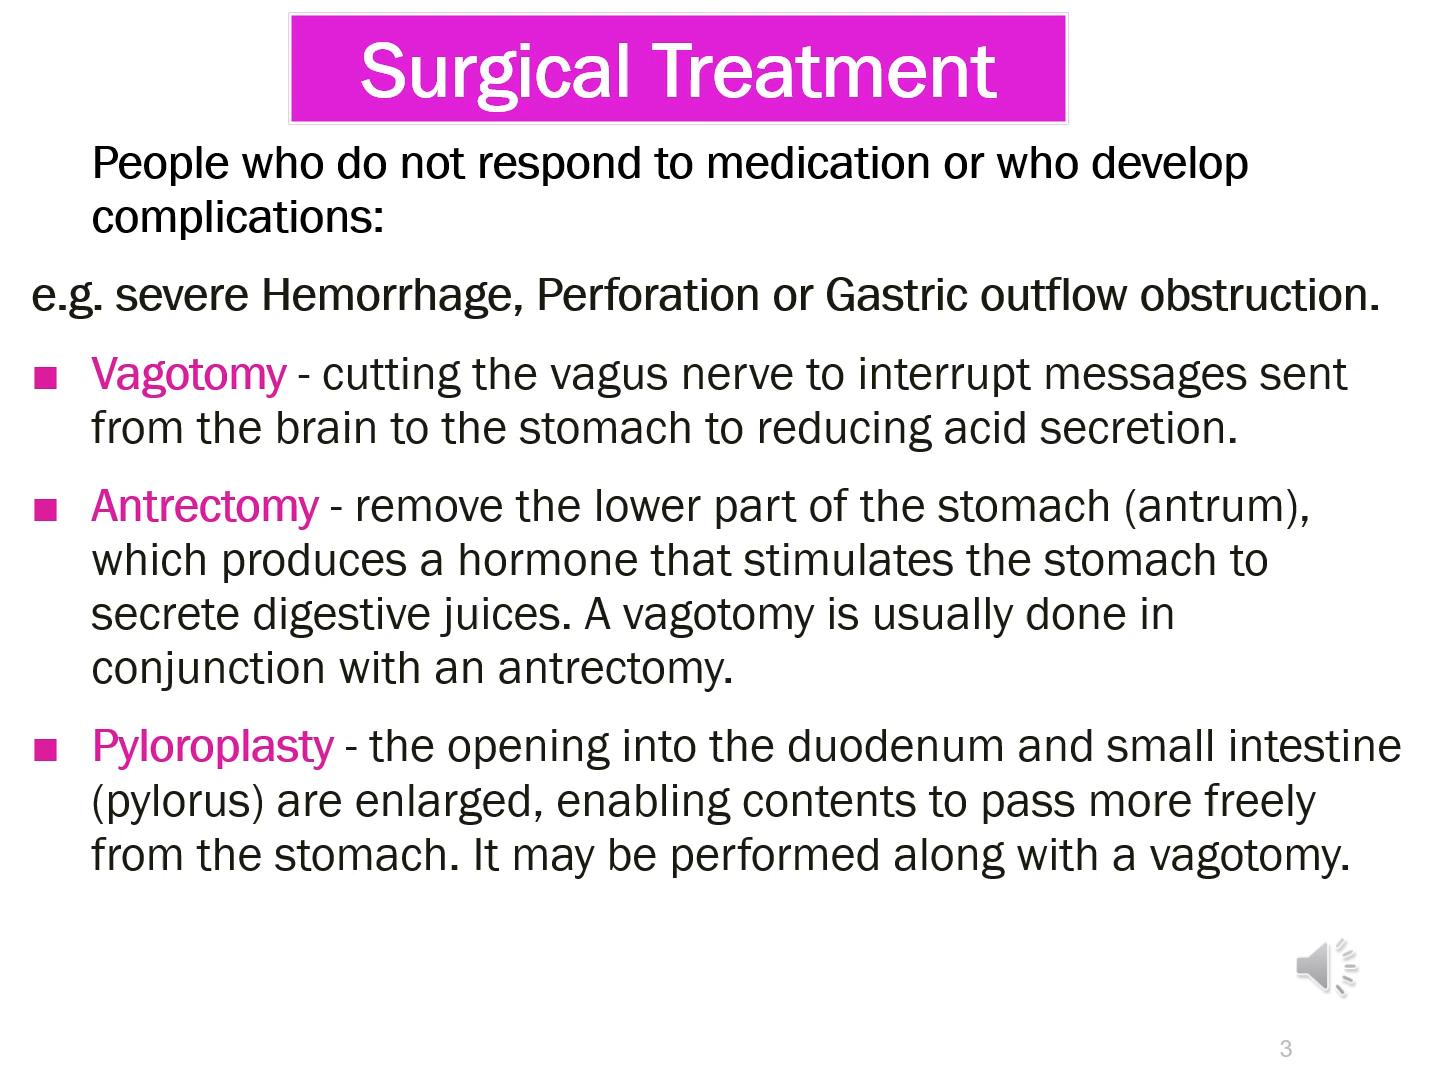 Surgical Treatment
People who do not respond to medication or who develop
complications:
e.g. severe Hemorrhage, Perforation or Gastric outflow obstruction.
■ Vagotomy - cutting the vagus nerve to interrupt messages sent
from the brain to the stomach to reducing acid secretion.
■ Antrectomy - remove the lower part of the stomach (antrum),
which produces a hormone that stimulates the stomach to
secrete digestive juices. A vagotomy is usually done in
conjunction with an antrectomy.
■ Pyloroplasty - the opening into the duodenum and small intestine
(pylorus) are enlarged, enabling contents to pass more freely
from the stomach. It may be performed along with a vagotomy.
3